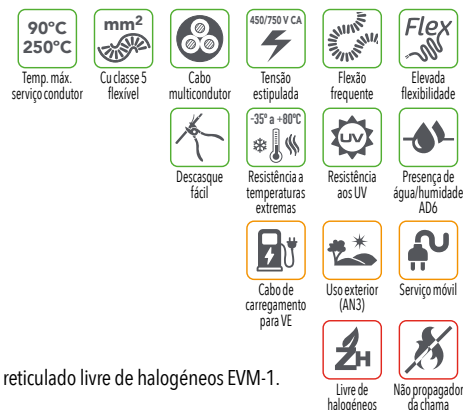 90°C
250°C
mm²
450/750 V CA
Flex
Temp. máx.
serviço condutor
Cu classe 5
flexível
Cabo
multicondutor
Tensão
estipulada
Flexão
frequente
Elevada
flexibilidade
-35° a +80°C
UV
Descasque
fácil
Resistência a
temperaturas
extremas
Resistência
aos UV
Presença de
água/humidade
AD6
Cabo de
carregamento
para VE
Uso exterior
(AN3)
Serviço móvil
ZH
reticulado livre de halogéneos EVM-1.
Livre de
halogéneos
Não propagador
da chama